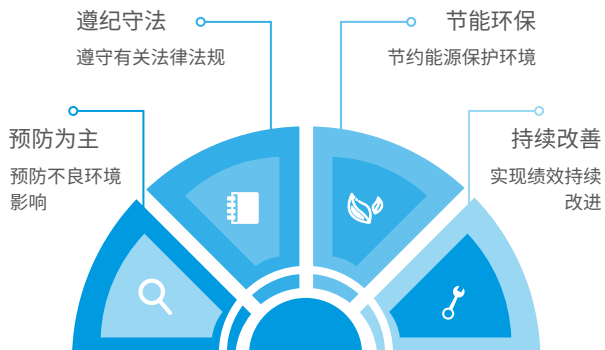 遵纪守法
遵守有关法律法规
节能环保
节约能源保护环境
预防为主
预防不良环境
影响
持续改善
实现绩效持续
改进